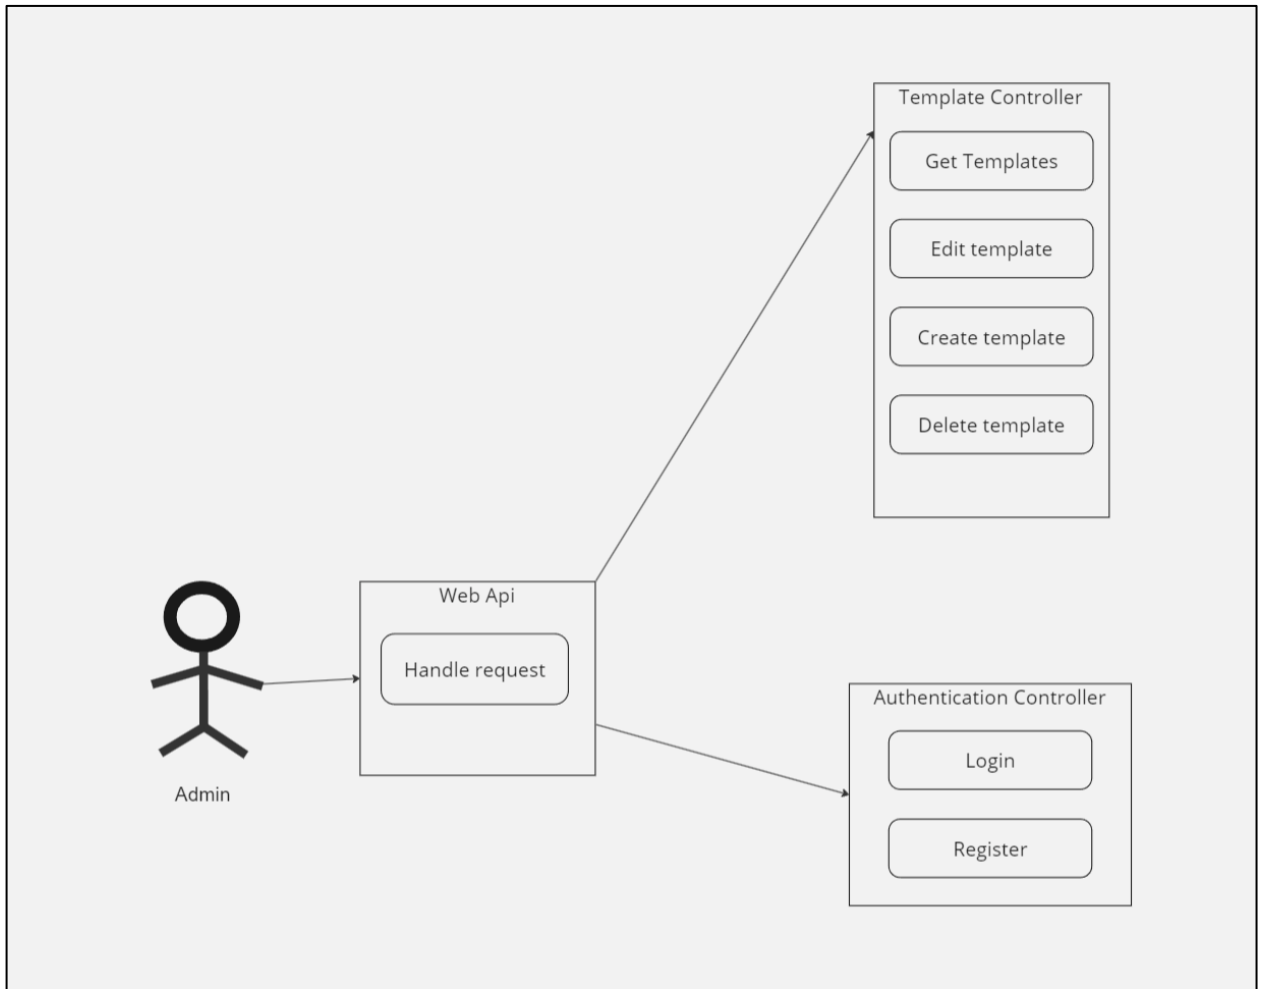 Template Controller
Get Templates
Edit template
Create template
Delete template
Web Api
Handle request
Admin
Authentication Controller
Login
Register